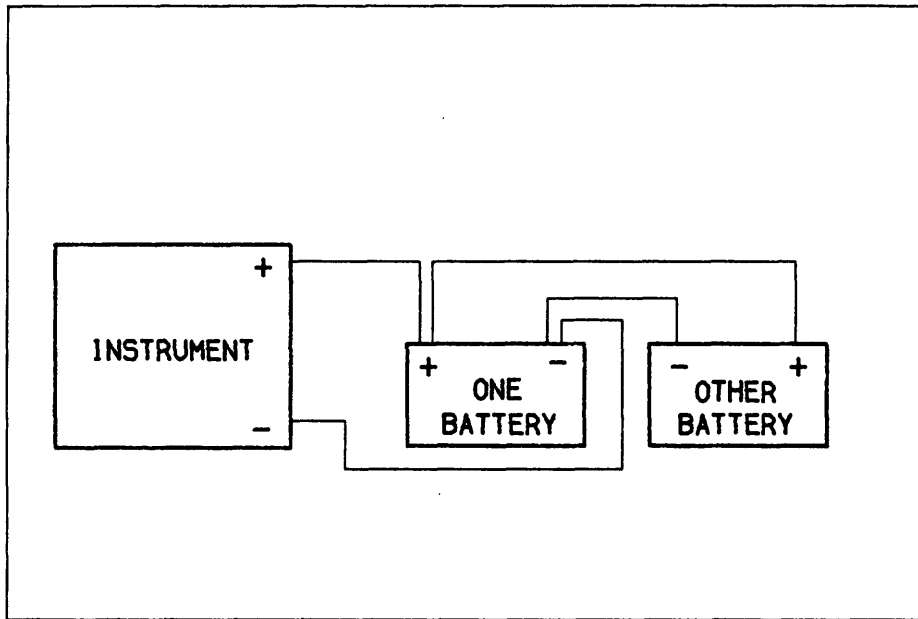 +
INSTRUMENT
−
+ −
ONE
BATTERY
− +
OTHER
BATTERY